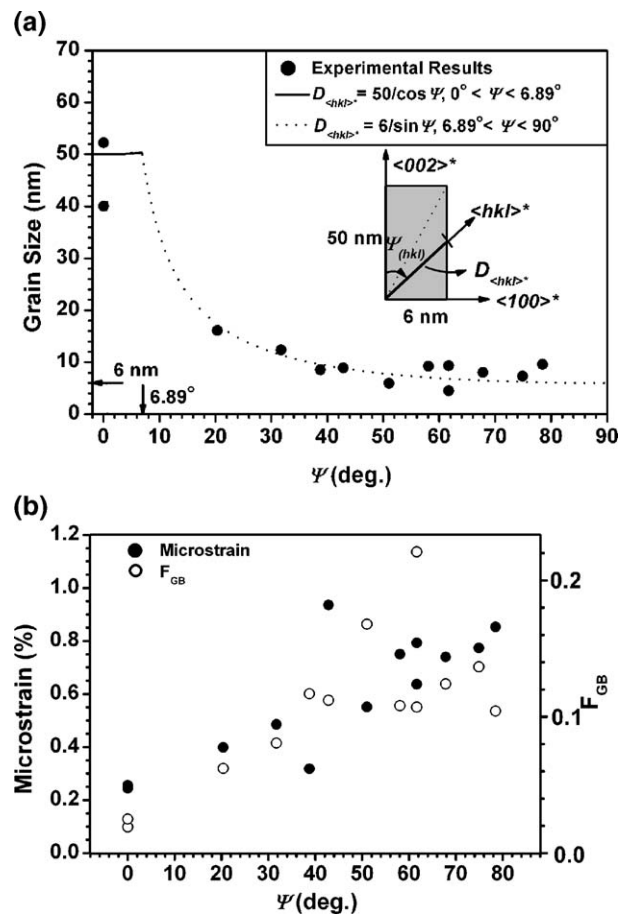 (a)
70
60
50
40
30
20
10
0
Grain Size (nm)
Experimental Results
D<hkl>* = 50/cos Ψ, 0° < Ψ < 6.89°
D<hkl>* = 6/sin Ψ, 6.89° < Ψ < 90°
<002>*
<hkl>*
50 nm
Ψ(hkl)
D<hkl>*
<100>*
6 nm
6 nm
6.89°
0 10 20 30 40 50 60 70 80 90
Ψ (deg.)
(b)
1.2
1.0
0.8
0.6
0.4
0.2
0.0
Microstrain (%)
Microstrain
F_GB
0.2
0.1
0.0
F_GB
0 10 20 30 40 50 60 70 80
Ψ (deg.)